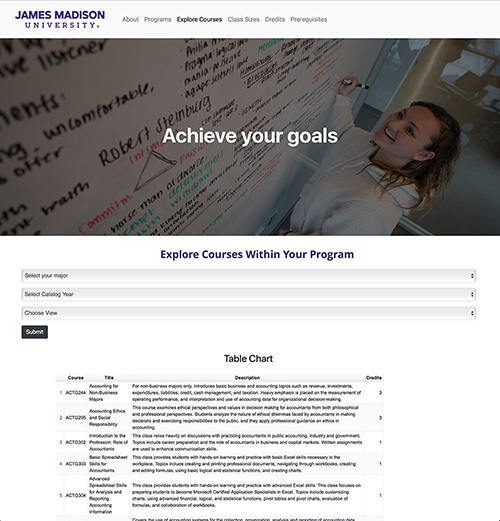 JAMES MADISON
UNIVERSITY®
About Programs Explore Courses Class Sizes Credits Prerequisites
Robert Steinburg
uncomfortable,
Achieve your goals
Explore Courses Within Your Program
Select your major
Select Catalog Year
Choose View
Submit
Table Chart
Course Title Description Credits
1 ACTG244 Accounting for Non-Business Majors For non-business majors only. Introduces basic business and accounting topics such as revenue, investments, expenditures, liabilities, credit, cash management, and taxation. Heavy emphasis is placed on the measurement of operating performance, and interpretation and use of accounting data for organizational decision-making. 3
2 ACTG295 Accounting Ethics and Social Responsibility This course examines ethical perspectives and values in decision making for accountants from both philosophical and professional perspectives. Students analyze the nature of ethical dilemmas faced by accountants in making decisions and exercising responsibilities to the public, and they apply professional guidance on ethics in accounting. 3
3 ACTG302 Introduction to the Profession: Role of Accountants This class relies heavily on discussions with practicing accountants in public accounting, industry and government. Topics include career preparation and the role of accountants in business and capital markets. Written assignments are used to enhance communication skills. 1
4 ACTG303 Basic Spreadsheet Skills for Accountants This class provides students with hands-on learning and practice with basic Excel skills necessary in the workplace. Topics include creating and printing professional documents, navigating through workbooks, creating and editing formulas, using basic logical and statistical functions, and creating charts. 1
5 ACTG304 Advanced Spreadsheet Skills for Analysis and Reporting Accounting Information This class provides students with hands-on learning and practice with advanced Excel skills. This class focuses on preparing students to become Microsoft Certified Application Specialists in Excel. Topics include customizing charts, using advanced financial, logical, and statistical functions, pivot tables and pivot charts, evaluation of formulas, and collaboration of workbooks. 1
Covers the use of accounting systems for the collection, organization, analysis and reporting of accounting data